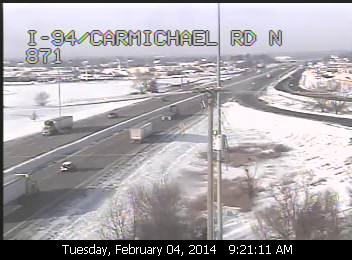 I-94/CARMICHAEL RD N
871
Tuesday, February 04, 2014 9:21:11 AM